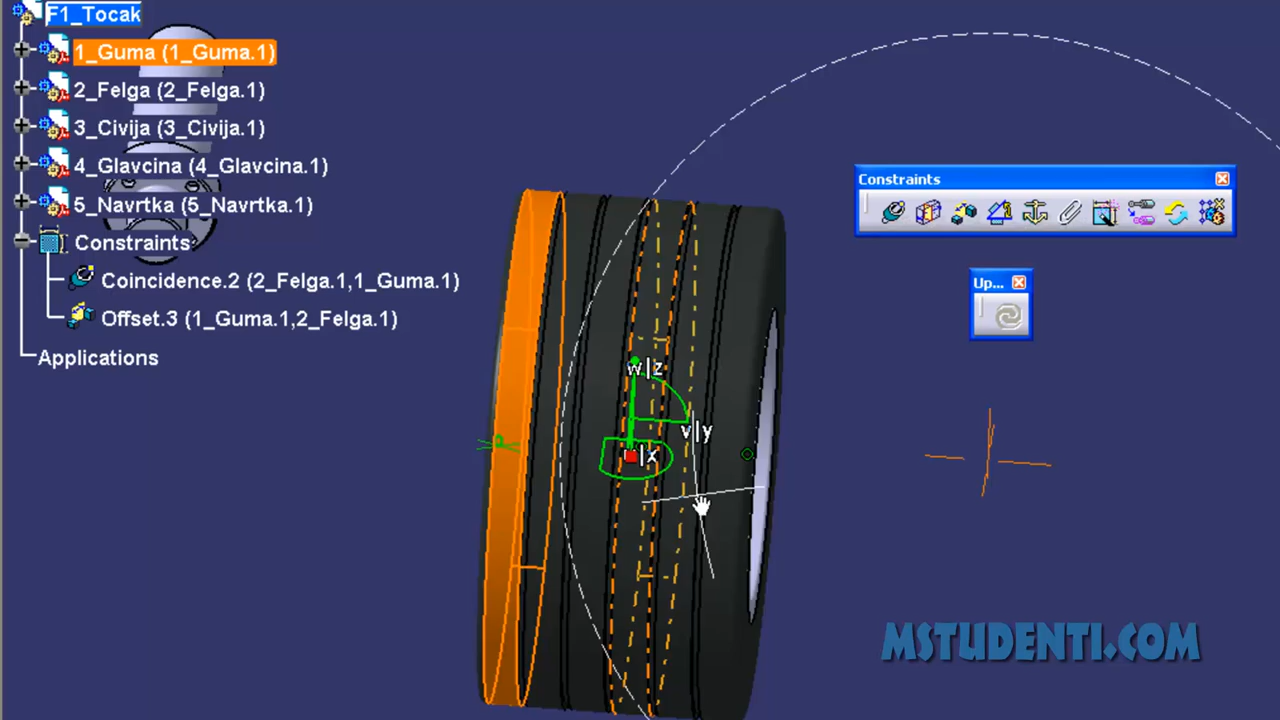 F1_Tocak
1_Guma (1_Guma.1)
2_Felga (2_Felga.1)
3_Civija (3_Civija.1)
4_Glavcina (4_Glavcina.1)
5_Navrtka (5_Navrtka.1)
Constraints
Coincidence.2 (2_Felga.1,1_Guma.1)
Offset.3 (1_Guma.1,2_Felga.1)
Applications
Constraints
Up...
w|z
v|y
|x
MSTUDENTI.COM